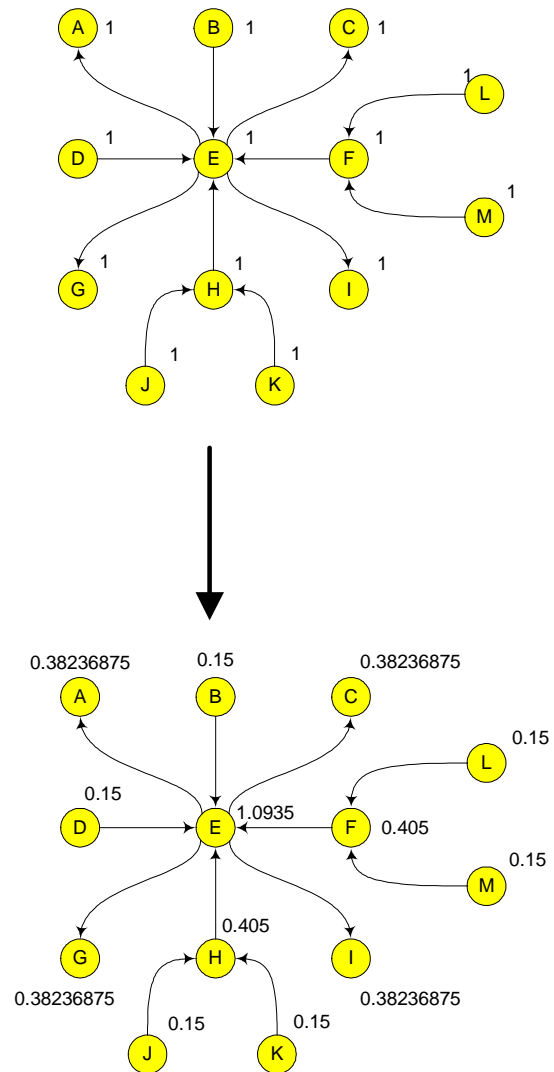 A 1 B 1 C 1
1 L
D 1 E 1 F 1
M 1
G 1 H 1 I 1
J 1 K 1
0.38236875 0.15 0.38236875
A B C
0.15
L
0.15 1.0935
D E F 0.405
0.15
M
0.405
G H I
0.38236875 0.38236875
0.15 0.15
J K